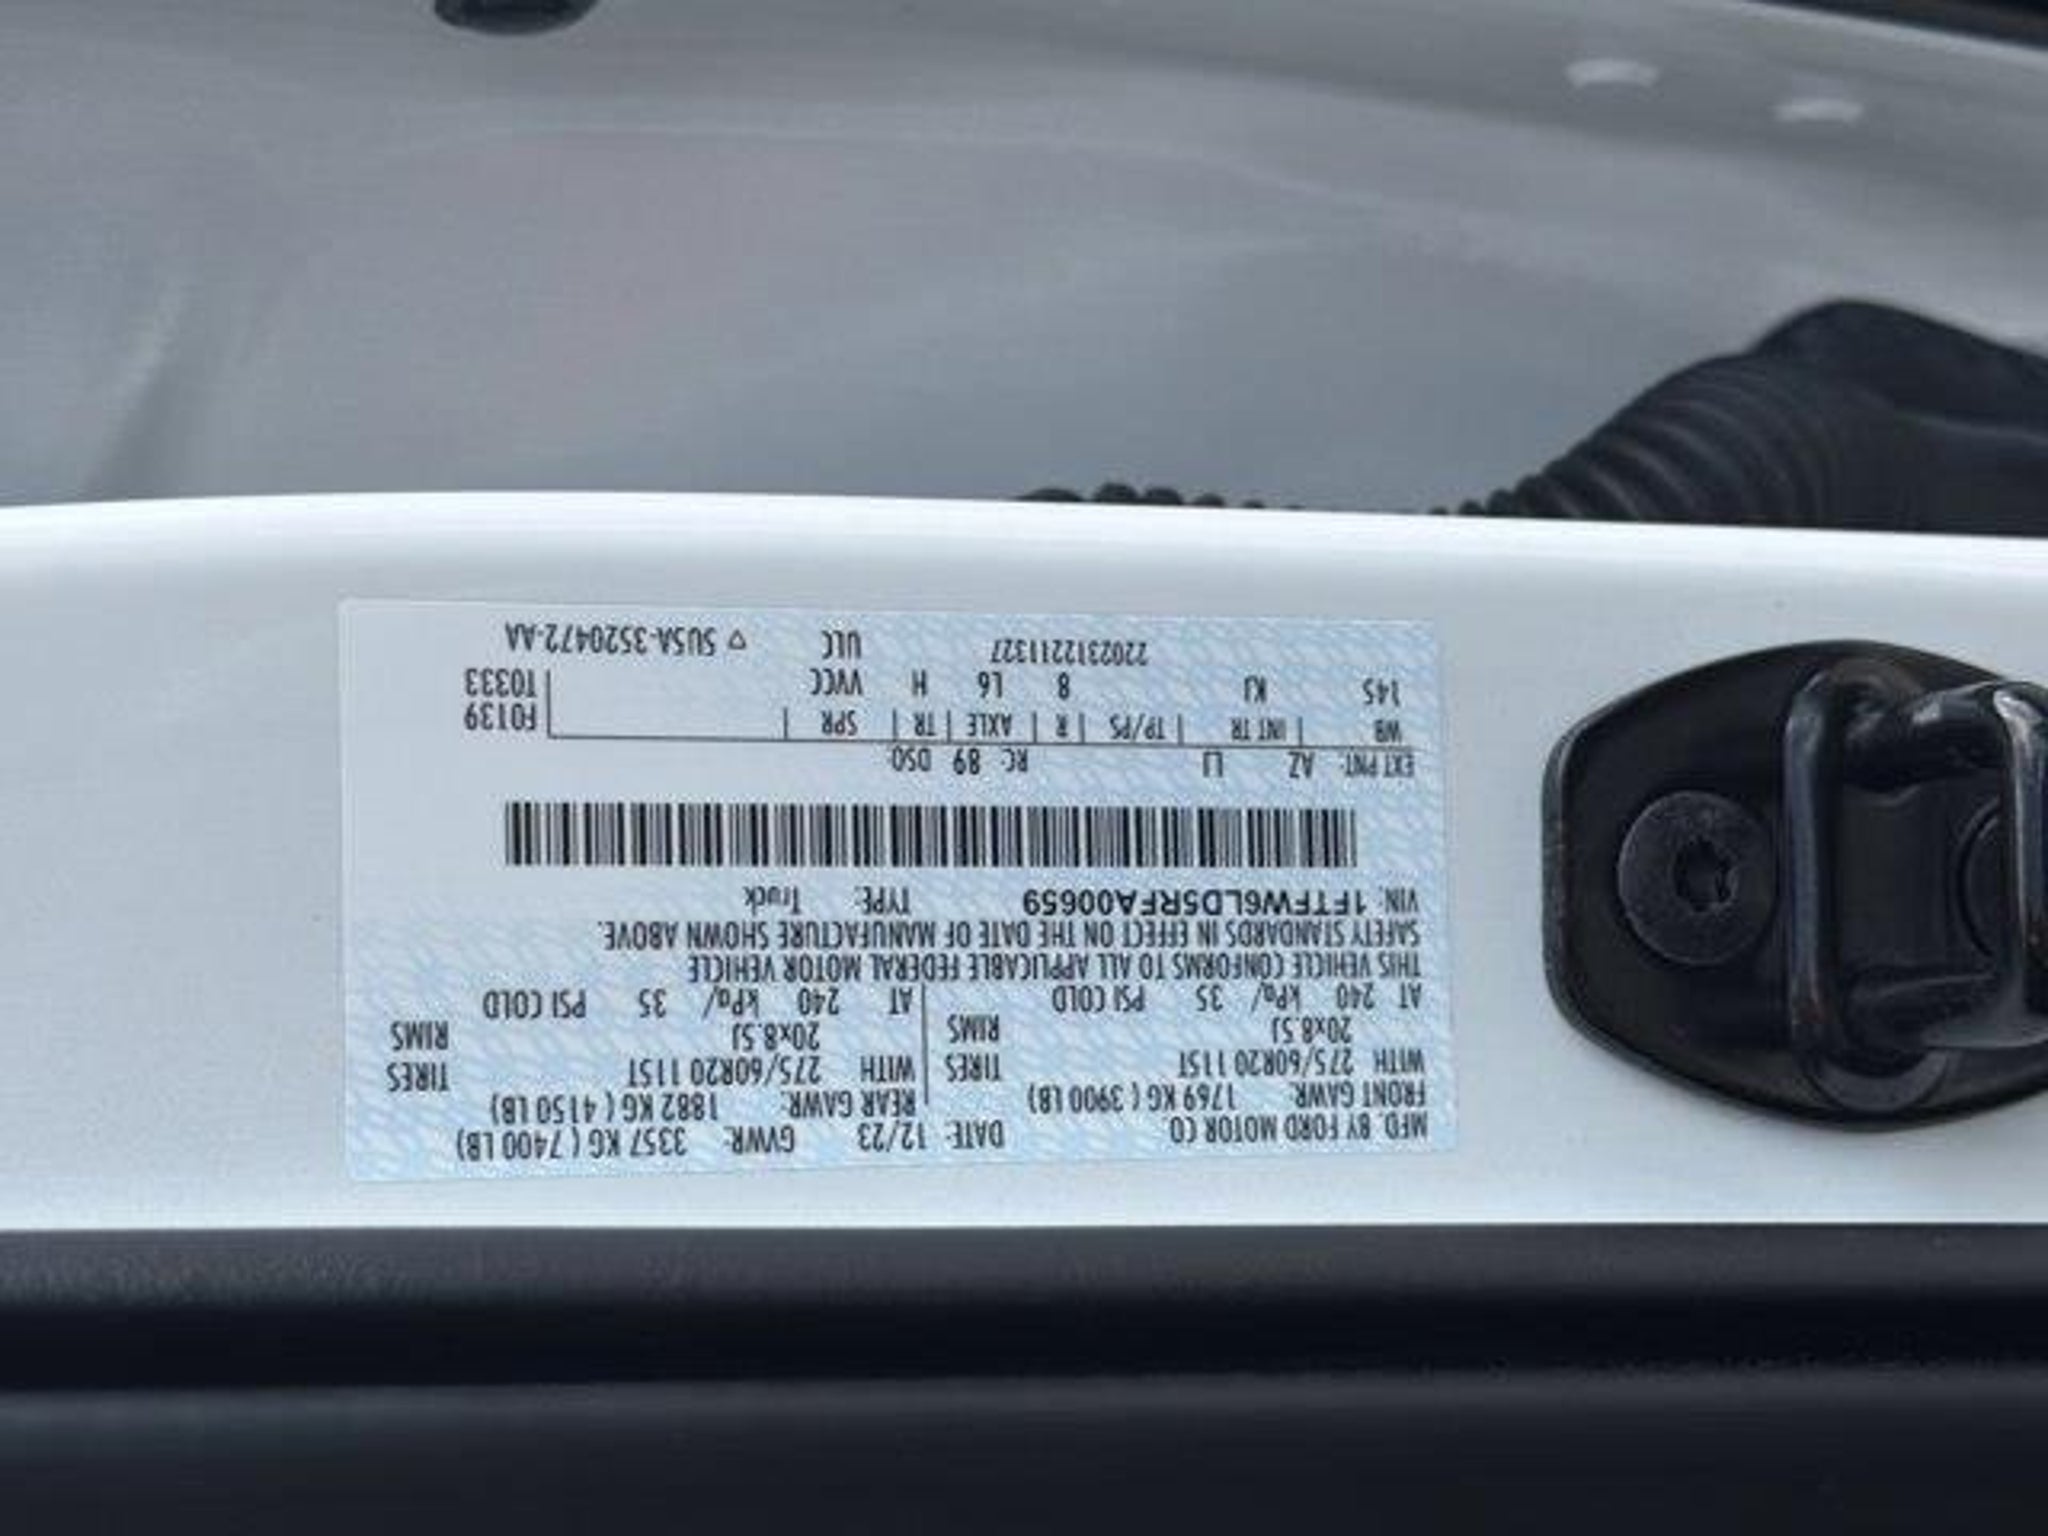 MFD. BY FORD MOTOR CO DATE: 12/23 GVWR: 3357 KG ( 7400 LB)
FRONT GAWR: 1769 KG ( 3900 LB) REAR GAWR: 1882 KG ( 4150 LB)
WITH 275/60R20 115T TIRES WITH 275/60R20 115T TIRES
20x8.5J RIMS 20x8.5J RIMS
AT 240 kPa/ 35 PSI COLD AT 240 kPa/ 35 PSI COLD
THIS VEHICLE CONFORMS TO ALL APPLICABLE FEDERAL MOTOR VEHICLE
SAFETY STANDARDS IN EFFECT ON THE DATE OF MANUFACTURE SHOWN ABOVE.
VIN: 1FTFW6LD5RFA00659 TYPE: Truck
EXT PNT: AZ LJ RC: 89 DSO:
WB INT TR TP/PS R AXLE TR SPR F0139
145 KJ 8 L6 H VVCC T0333
2202312211327 ULC ▽ 5U5A-3520472-AA